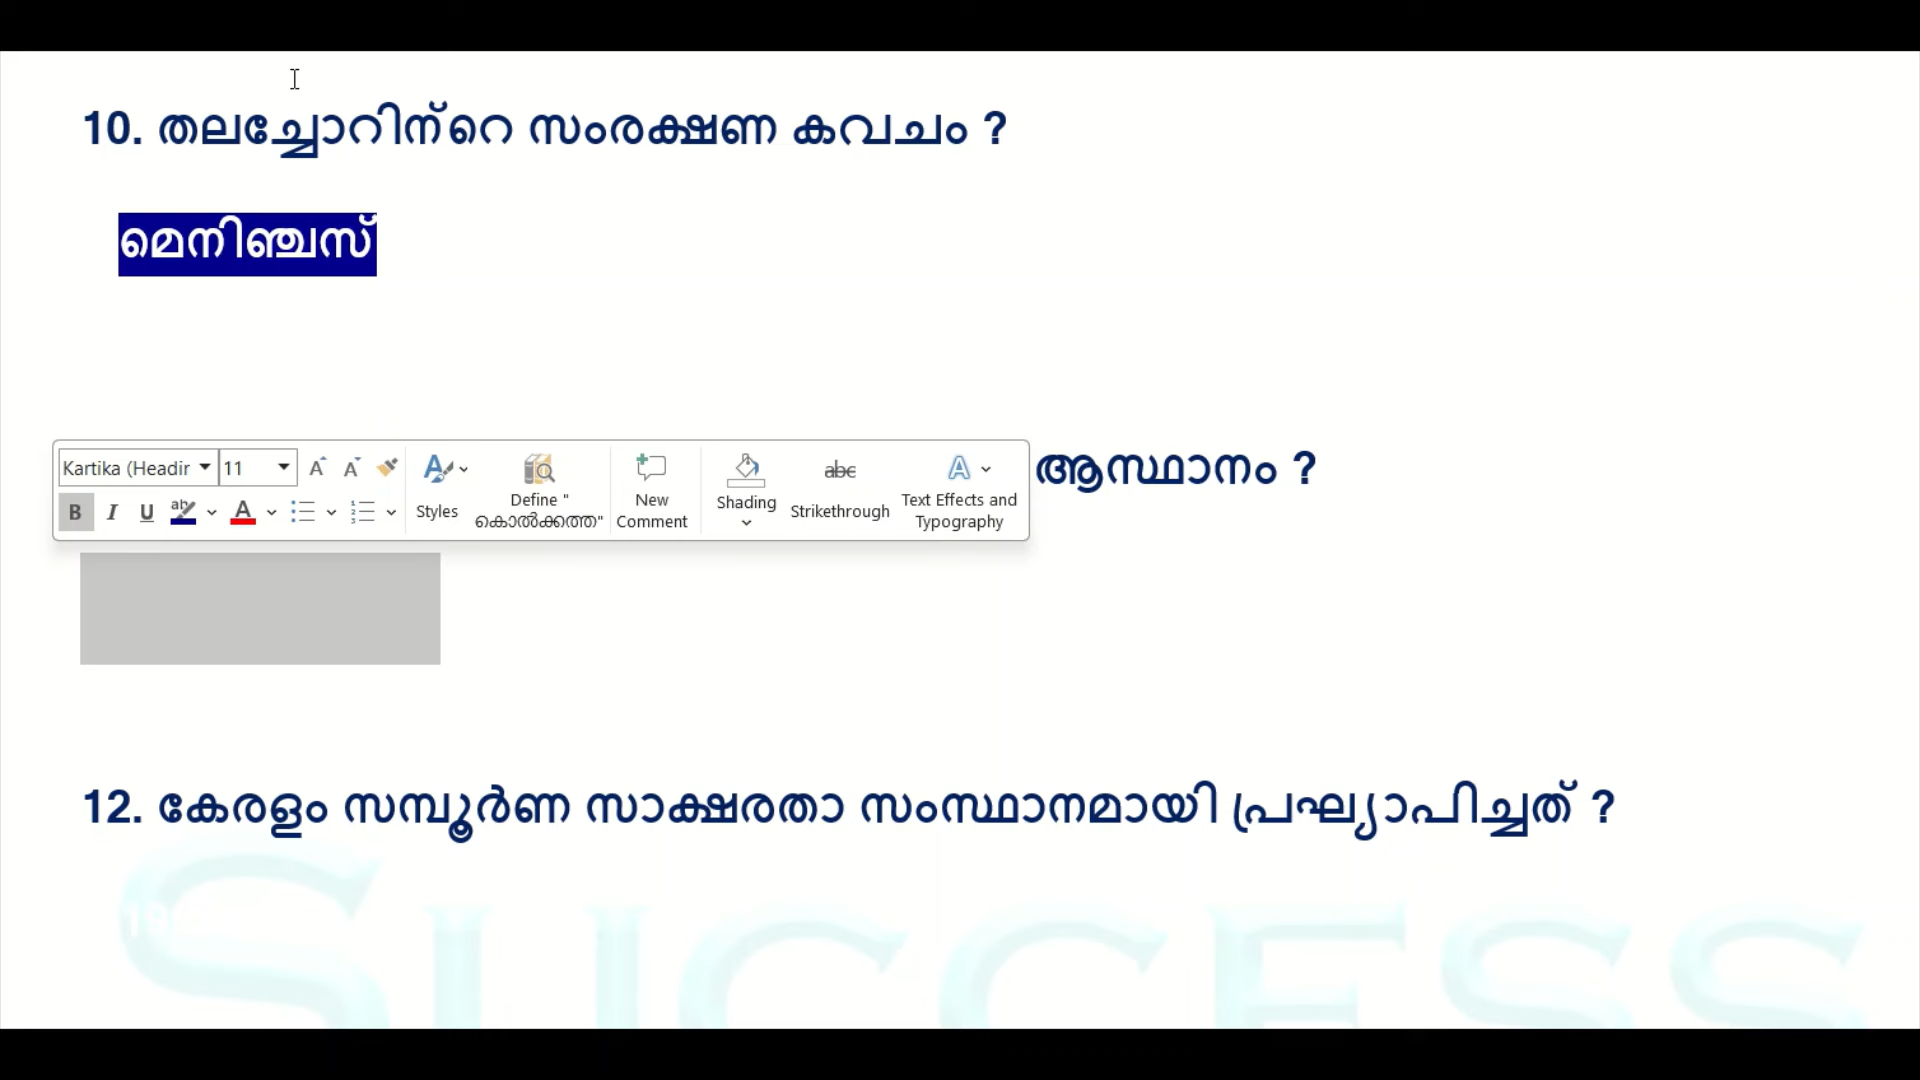 10. തലച്ചോറിന്റെ സംരക്ഷണ കവചം ?
മെനിഞ്ചസ്
ആസ്ഥാനം ?
Kartika (Headir 11
B I U
Styles
Define "കൊൽക്കത്ത"
New Comment
Shading
abc Strikethrough
Text Effects and Typography
12. കേരളം സമ്പൂർണ സാക്ഷരതാ സംസ്ഥാനമായി പ്രഘ്യാപിച്ചത് ?
SUCCESS